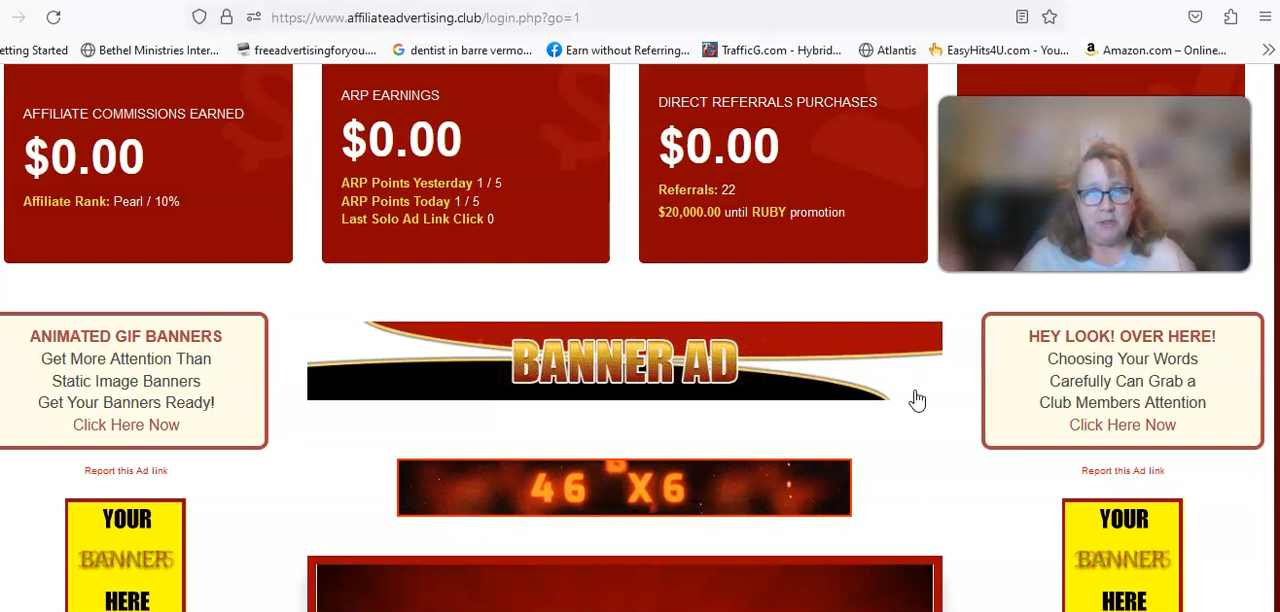 https://www.affiliateadvertising.club/login.php?go=1
etting Started
Bethel Ministries Inter...
freeadvertisingforyou....
dentist in barre vermo...
Earn without Referring...
TrafficG.com - Hybrid...
Atlantis
EasyHits4U.com - You...
Amazon.com – Online...
AFFILIATE COMMISSIONS EARNED
$0.00
Affiliate Rank: Pearl / 10%
ARP EARNINGS
$0.00
ARP Points Yesterday 1 / 5
ARP Points Today 1 / 5
Last Solo Ad Link Click 0
DIRECT REFERRALS PURCHASES
$0.00
Referrals: 22
$20,000.00 until RUBY promotion
ANIMATED GIF BANNERS
Get More Attention Than
Static Image Banners
Get Your Banners Ready!
Click Here Now
Report this Ad link
YOUR
BANNER
HERE
BANNER AD
46 X6
HEY LOOK! OVER HERE!
Choosing Your Words
Carefully Can Grab a
Club Members Attention
Click Here Now
Report this Ad link
YOUR
BANNER
HERE